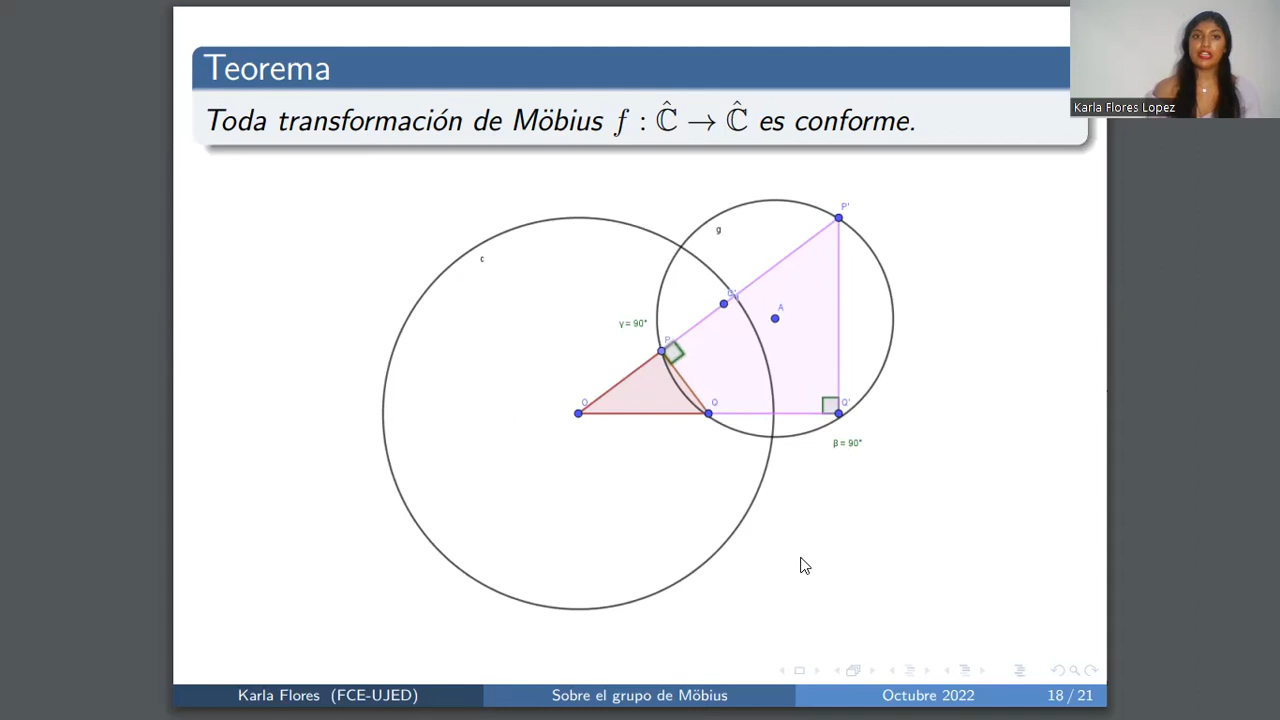 Teorema
Karla Flores Lopez
Toda transformación de Möbius f : Ĉ → Ĉ es conforme.
P'
g
c
A
γ = 90°
P
O
Q
Q'
β = 90°
Karla Flores (FCE-UJED)
Sobre el grupo de Möbius
Octubre 2022
18 / 21